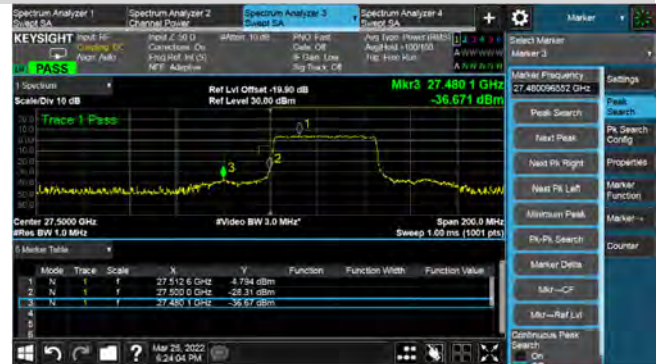 Spectrum Analyzer 1
Swept SA
Spectrum Analyzer 2
Channel Power
Spectrum Analyzer 3
Swept SA
Spectrum Analyzer 4
Swept SA
+
Marker
KEYSIGHT
Input: RF
Coupling: DC
Align: Auto
Input Z: 50 Ω
Corrections: On
Freq Ref: Int (S)
NFE: Adaptive
#Atten: 10 dB
PNO: Fast
Gate: Off
IF Gain: Low
Sig Track: Off
Avg Type: Power (RMS)
Avg|Hold: >100/100
Trig: Free Run
PASS
Select Marker
Marker 3
1 Spectrum
Scale/Div 10 dB
Ref Lvl Offset -19.90 dB
Ref Level 30.00 dBm
Mkr3 27.480 1 GHz
-36.671 dBm
Trace 1 Pass
1
2
3
Center 27.5000 GHz
#Res BW 1.0 MHz
#Video BW 3.0 MHz*
Span 200.0 MHz
Sweep 1.00 ms (1001 pts)
Marker Frequency
27.480096552 GHz
Peak Search
Next Peak
Next Pk Right
Next Pk Left
Minimum Peak
Pk-Pk Search
Marker Delta
Mkr→CF
Mkr→Ref Lvl
Continuous Peak
Search
On
Settings
Peak
Search
Pk Search
Config
Properties
Marker
Function
Marker→
Counter
5 Marker Table
Mode Trace Scale X Y Function Function Width Function Value
1 N 1 f 27.512 6 GHz -4.794 dBm
2 N 1 f 27.500 0 GHz -28.31 dBm
3 N 1 f 27.480 1 GHz -36.67 dBm
4
5
6
?
Mar 25, 2022
6:24:04 PM